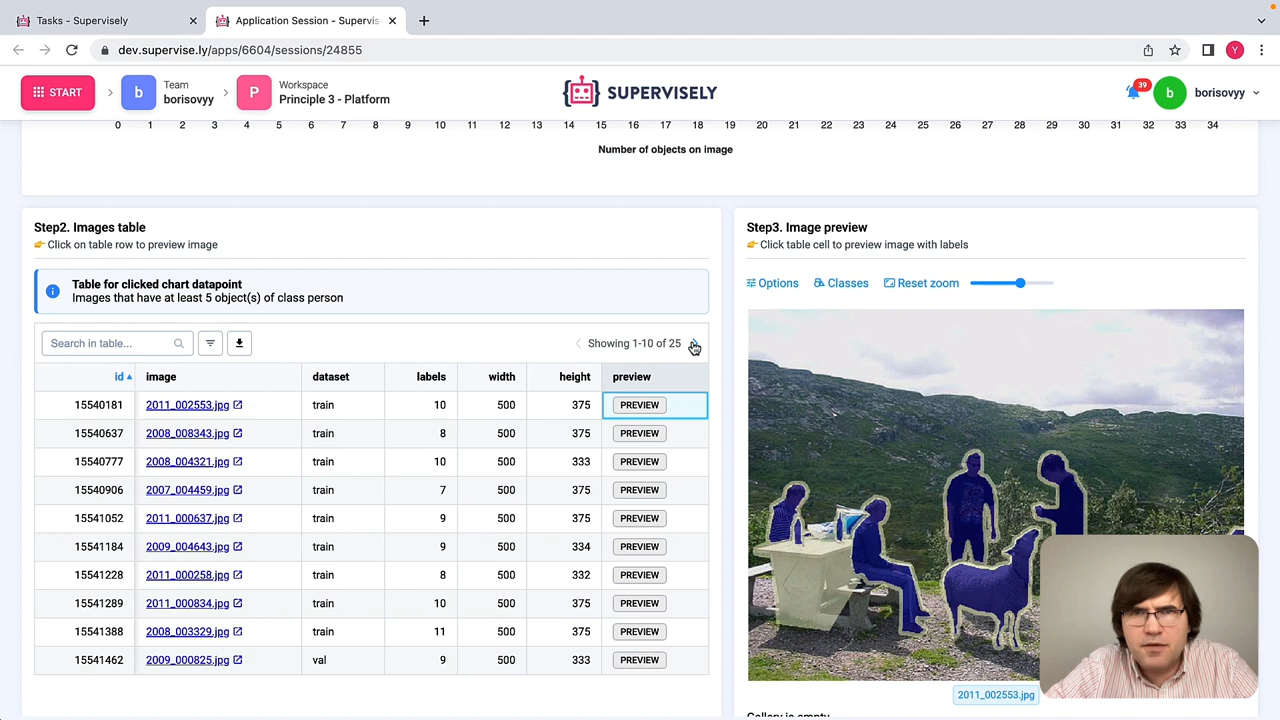 Tasks - Supervisely
Application Session - Supervis
dev.supervise.ly/apps/6604/sessions/24855
Y
START
b
Team
borisovyy
P
Workspace
Principle 3 - Platform
SUPERVISELY
39
b
borisovyy
0 1 2 3 4 5 6 7 8 9 10 11 12 13 14 15 16 17 18 19 20 21 22 23 24 25 26 27 28 29 30 31 32 33 34
Number of objects on image
Step2. Images table
Click on table row to preview image
Table for clicked chart datapoint
Images that have at least 5 object(s) of class person
Search in table...
Showing 1-10 of 25
id image dataset labels width height preview
15540181 2011_002553.jpg train 10 500 375 PREVIEW
15540637 2008_008343.jpg train 8 500 375 PREVIEW
15540777 2008_004321.jpg train 10 500 333 PREVIEW
15540906 2007_004459.jpg train 7 500 375 PREVIEW
15541052 2011_000637.jpg train 9 500 375 PREVIEW
15541184 2009_004643.jpg train 9 500 334 PREVIEW
15541228 2011_000258.jpg train 8 500 332 PREVIEW
15541289 2011_000834.jpg train 10 500 375 PREVIEW
15541388 2008_003329.jpg train 11 500 375 PREVIEW
15541462 2009_000825.jpg val 9 500 333 PREVIEW
Step3. Image preview
Click table cell to preview image with labels
Options Classes Reset zoom
2011_002553.jpg
Gallery is empty